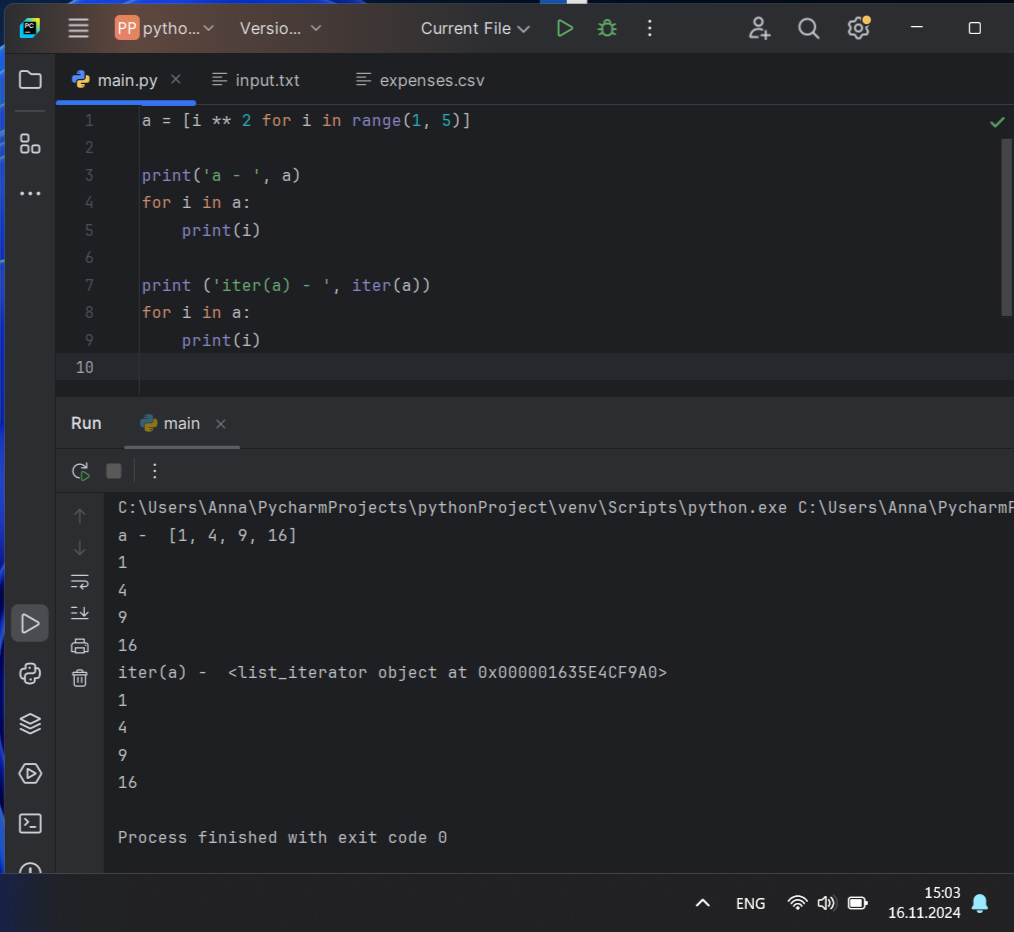 PC
PP pytho... Versio... Current File
main.py input.txt expenses.csv
1 a = [i ** 2 for i in range(1, 5)]
2
3 print('a - ', a)
4 for i in a:
5     print(i)
6
7 print ('iter(a) - ', iter(a))
8 for i in a:
9     print(i)
10
Run main
C:\Users\Anna\PycharmProjects\pythonProject\venv\Scripts\python.exe C:\Users\Anna\PycharmP
a -  [1, 4, 9, 16]
1
4
9
16
iter(a) -  <list_iterator object at 0x000001635E4CF9A0>
1
4
9
16
Process finished with exit code 0
ENG 15:03
16.11.2024